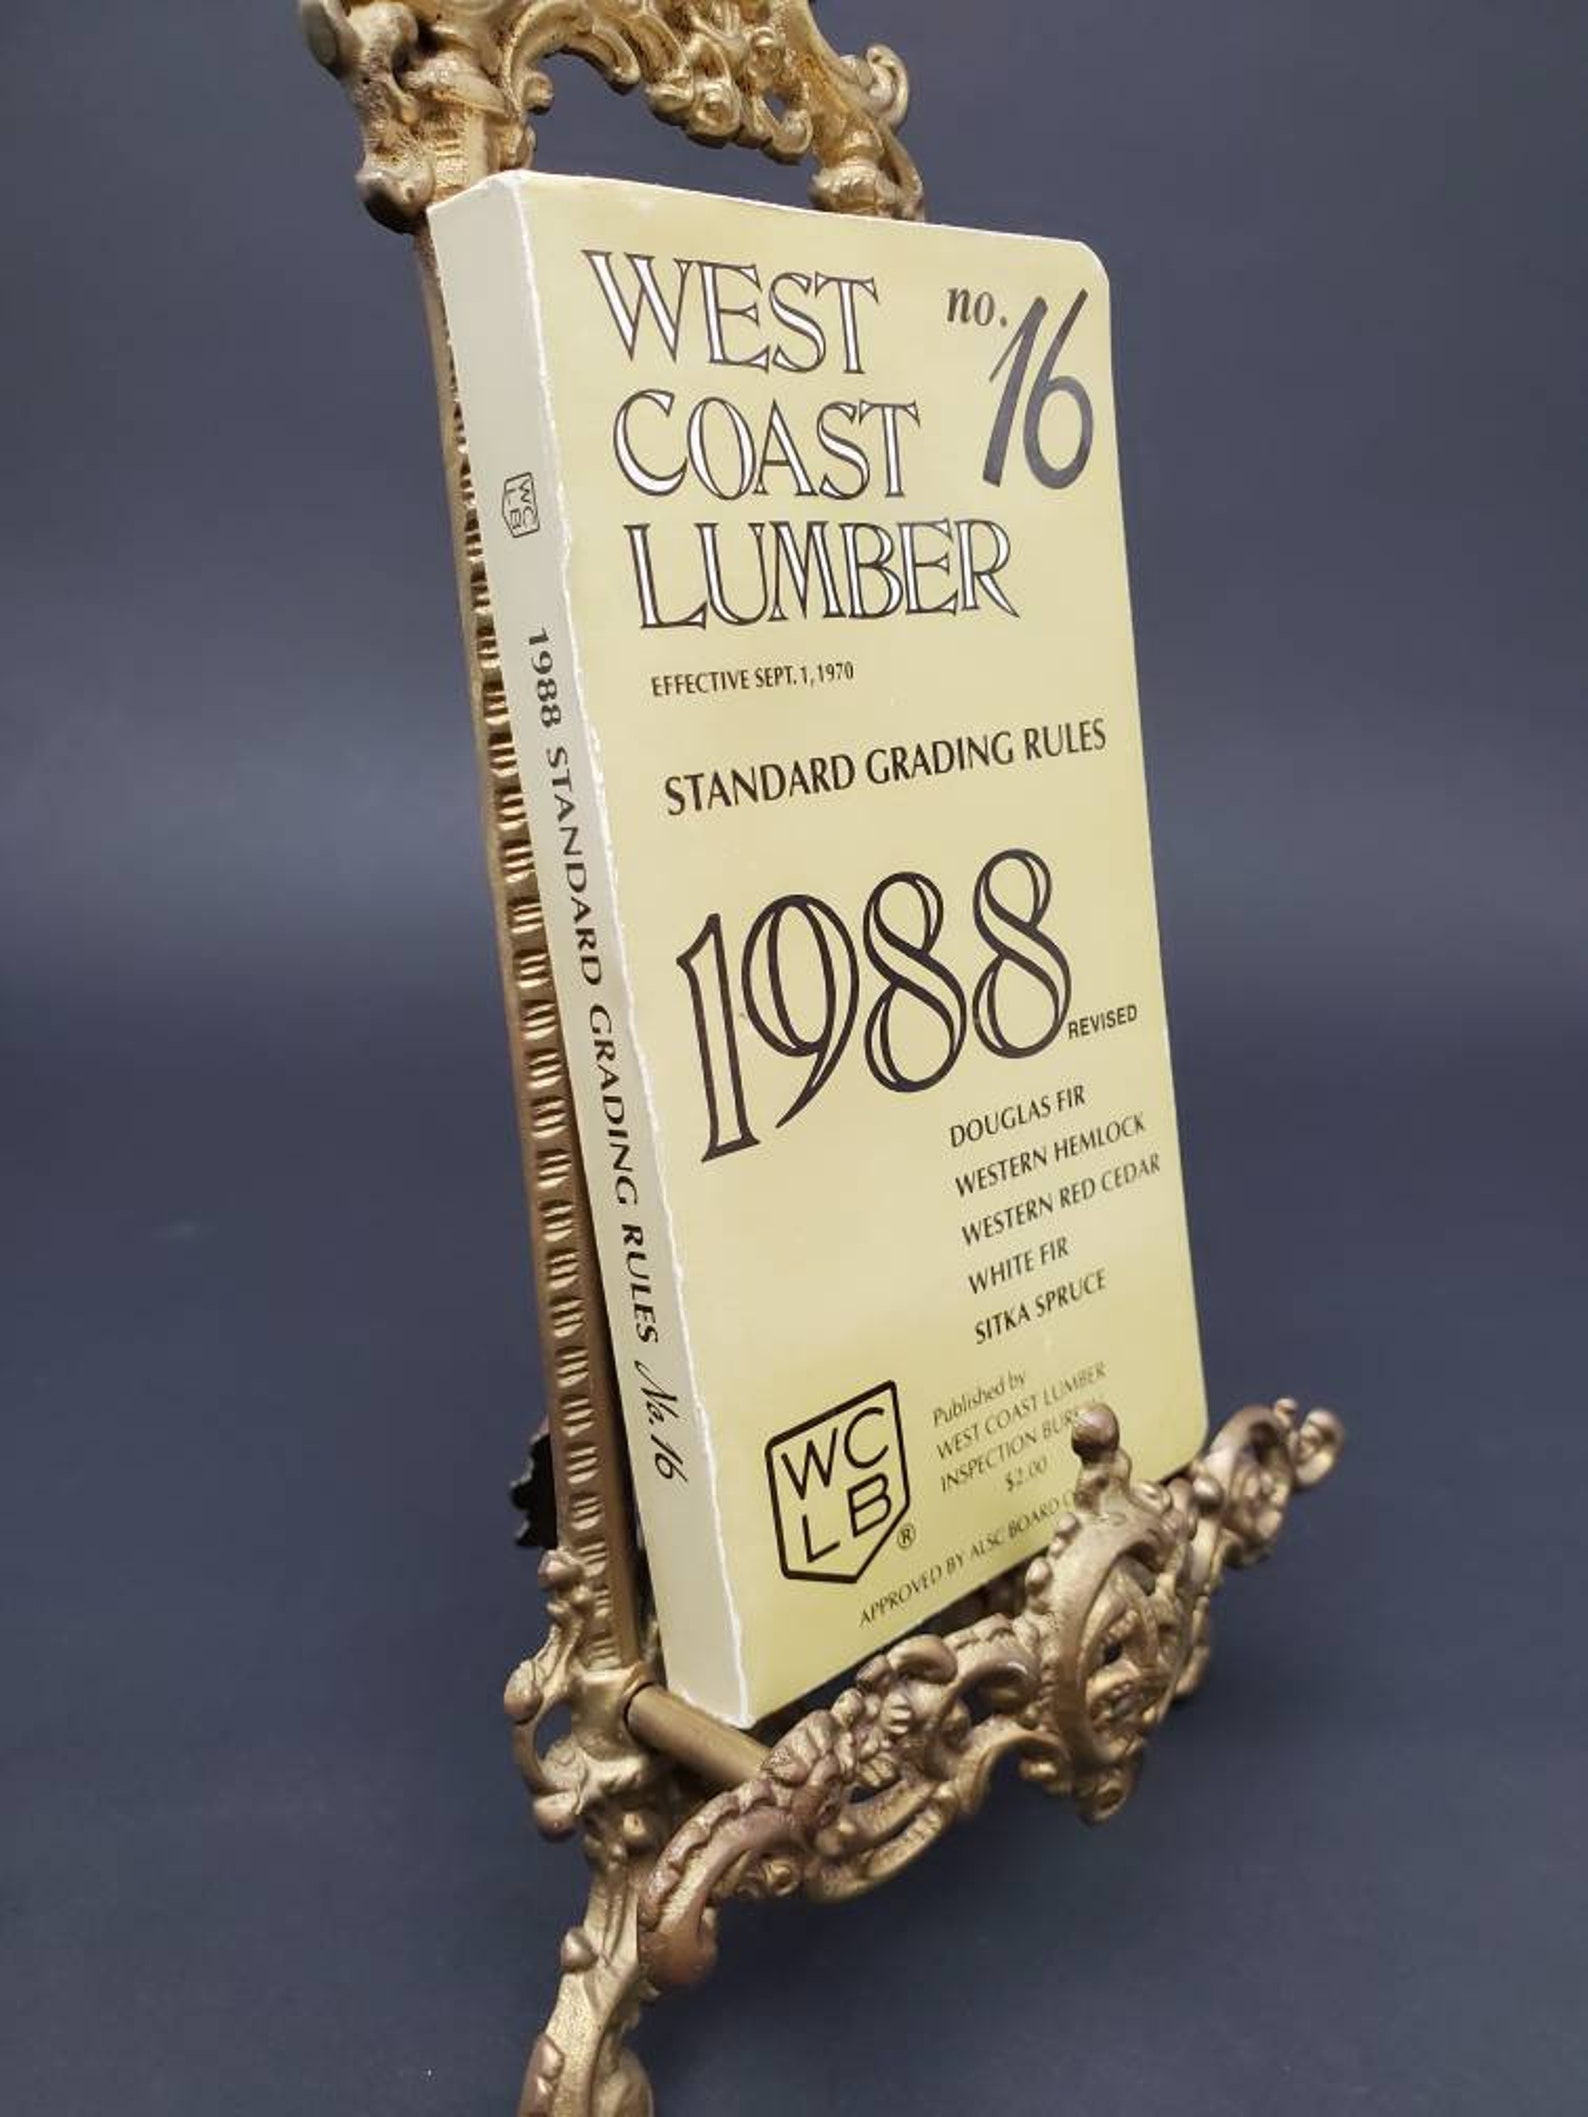 WEST
COAST
LUMBER
no. 16
EFFECTIVE SEPT. 1, 1970
STANDARD GRADING RULES
1988
REVISED
DOUGLAS FIR
WESTERN HEMLOCK
WESTERN RED CEDAR
WHITE FIR
SITKA SPRUCE
WC
LB
®
Published by
WEST COAST LUMBER
INSPECTION
$2.00
APPROVED BY ALSC BOARD
WC
LB
1988 STANDARD GRADING RULES No. 16